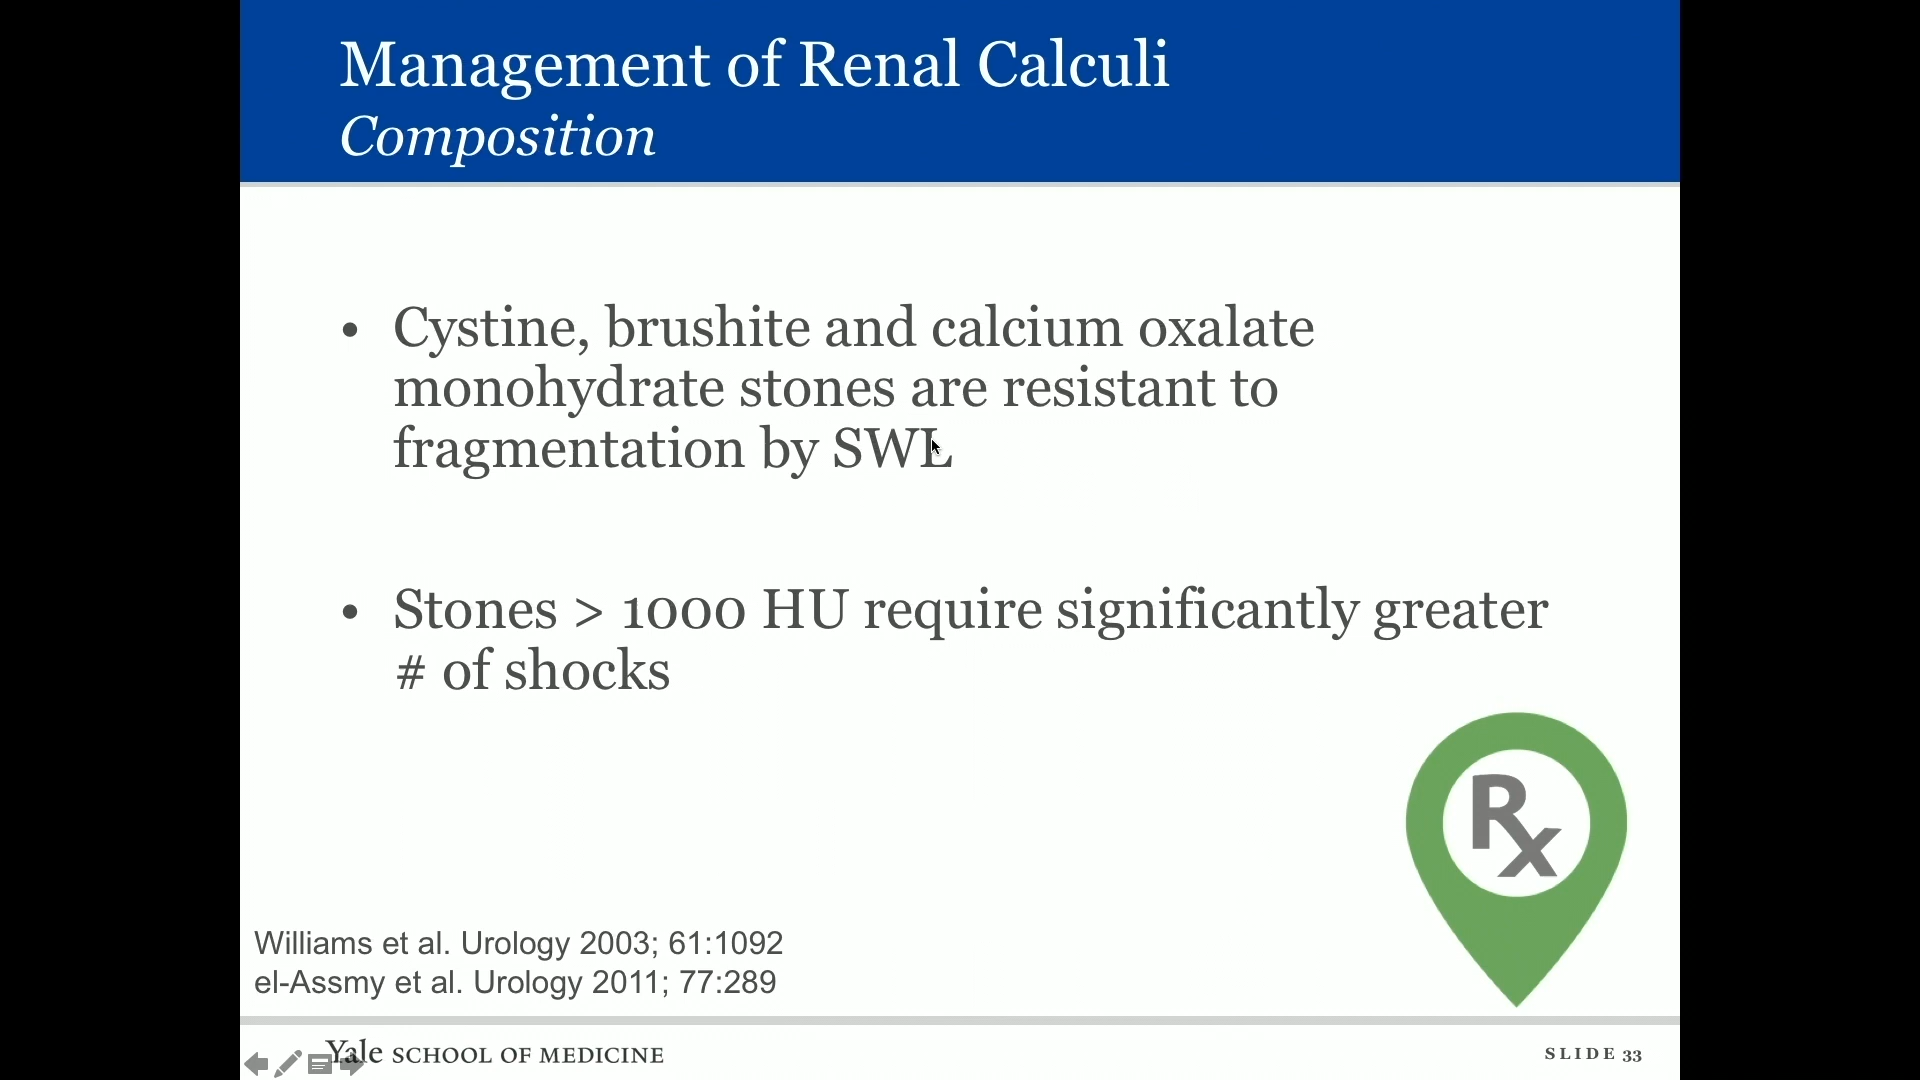 Management of Renal Calculi
Composition
• Cystine, brushite and calcium oxalate
monohydrate stones are resistant to
fragmentation by SWL
• Stones > 1000 HU require significantly greater
# of shocks
Rx
Williams et al. Urology 2003; 61:1092
el-Assmy et al. Urology 2011; 77:289
Yale SCHOOL OF MEDICINE
SLIDE 33